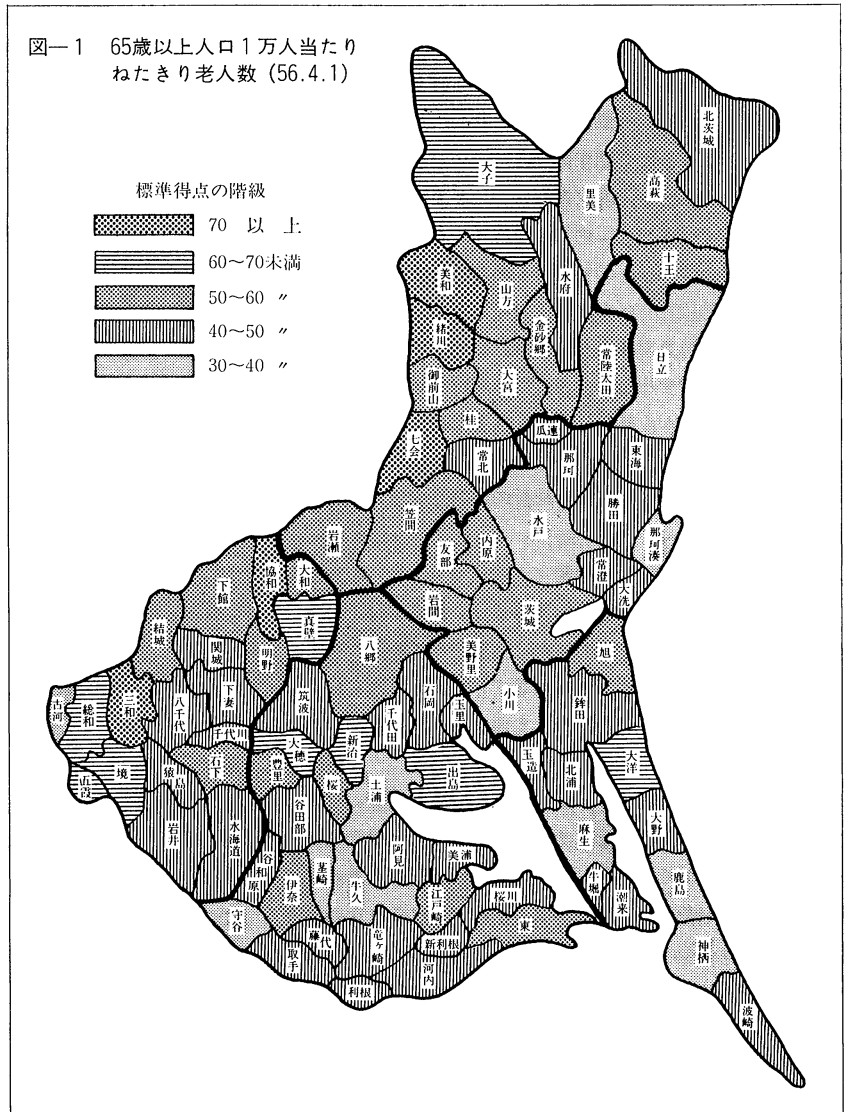 図―1　65歳以上人口1万人当たり
ねたきり老人数 (56.4.1)
標準得点の階級
70 以上
60～70未満
50～60 〃
40～50 〃
30～40 〃
北茨城
大子
里美
高萩
十王
美和
山方
水府
緒川
金砂郷
常陸太田
日立
御前山
大宮
桂
七会
常北
瓜連
那珂
東海
勝田
笠間
水戸
那珂湊
岩瀬
友部
内原
常澄
大洗
下館
協和
大和
岩間
茨城
結城
真壁
関城
明野
八郷
美野里
旭
古河
総和
三和
八千代
下妻
筑波
石岡
小川
鉾田
千代川
千代田
玉里
大穂
新治
五霞
境
猿島
石下
豊里
桜
土浦
出島
玉造
北浦
大洋
岩井
水海道
谷田部
阿見
美浦
麻生
大野
谷和原
伊奈
茎崎
牛久
江戸崎
桜川
牛堀
潮来
鹿島
守谷
藤代
取手
竜ヶ崎
新利根
東
河内
利根
神栖
波崎